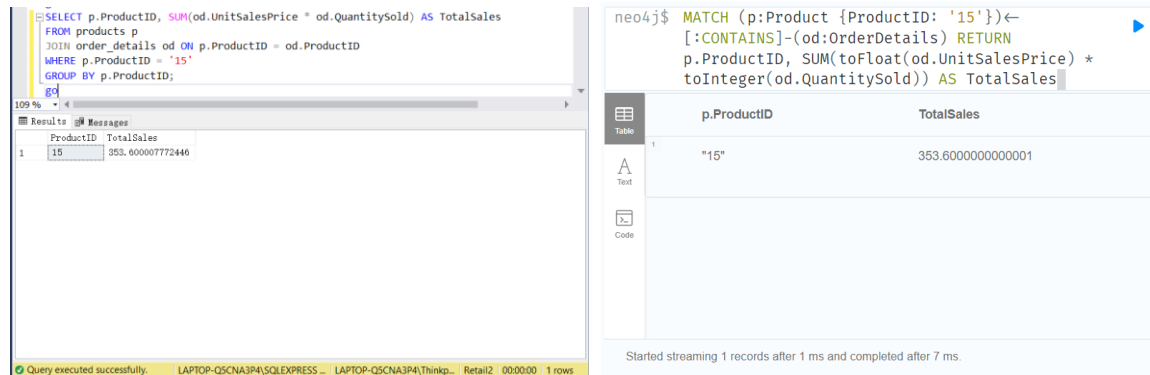 SELECT p.ProductID, SUM(od.UnitSalesPrice * od.QuantitySold) AS TotalSales
FROM products p
JOIN order_details od ON p.ProductID = od.ProductID
WHERE p.ProductID = '15'
GROUP BY p.ProductID;
go
109 %
Results Messages
ProductID TotalSales
1 15 353.600007772446
Query executed successfully. LAPTOP-Q5CNA3P4\SQLEXPRESS ... LAPTOP-Q5CNA3P4\Thinkp... Retail2 00:00:00 1 rows
neo4j$ MATCH (p:Product {ProductID: '15'})←
[:CONTAINS]-(od:OrderDetails) RETURN
p.ProductID, SUM(toFloat(od.UnitSalesPrice) *
toInteger(od.QuantitySold)) AS TotalSales
Table
A
Text
Code
p.ProductID TotalSales
1 "15" 353.6000000000001
Started streaming 1 records after 1 ms and completed after 7 ms.